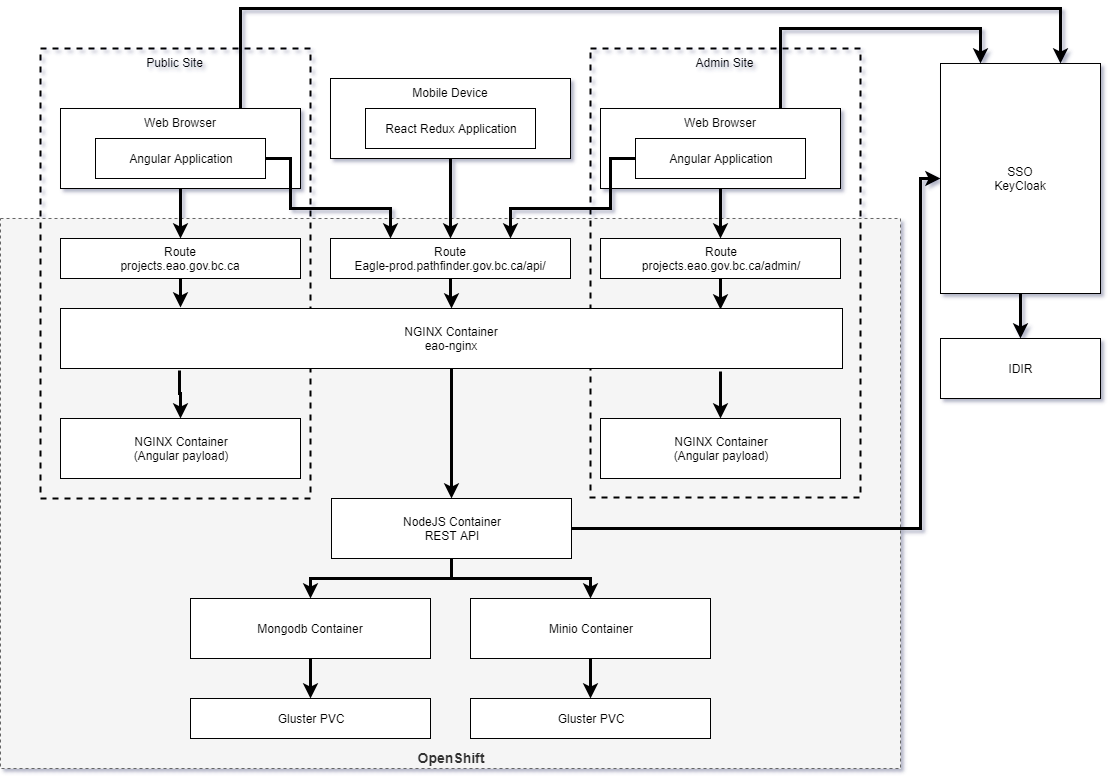 Public Site
Admin Site
Mobile Device
React Redux Application
Web Browser
Angular Application
Web Browser
Angular Application
SSO
KeyCloak
Route
projects.eao.gov.bc.ca
Route
Eagle-prod.pathfinder.gov.bc.ca/api/
Route
projects.eao.gov.bc.ca/admin/
NGINX Container
eao-nginx
IDIR
NGINX Container
(Angular payload)
NGINX Container
(Angular payload)
NodeJS Container
REST API
Mongodb Container
Minio Container
Gluster PVC
Gluster PVC
OpenShift